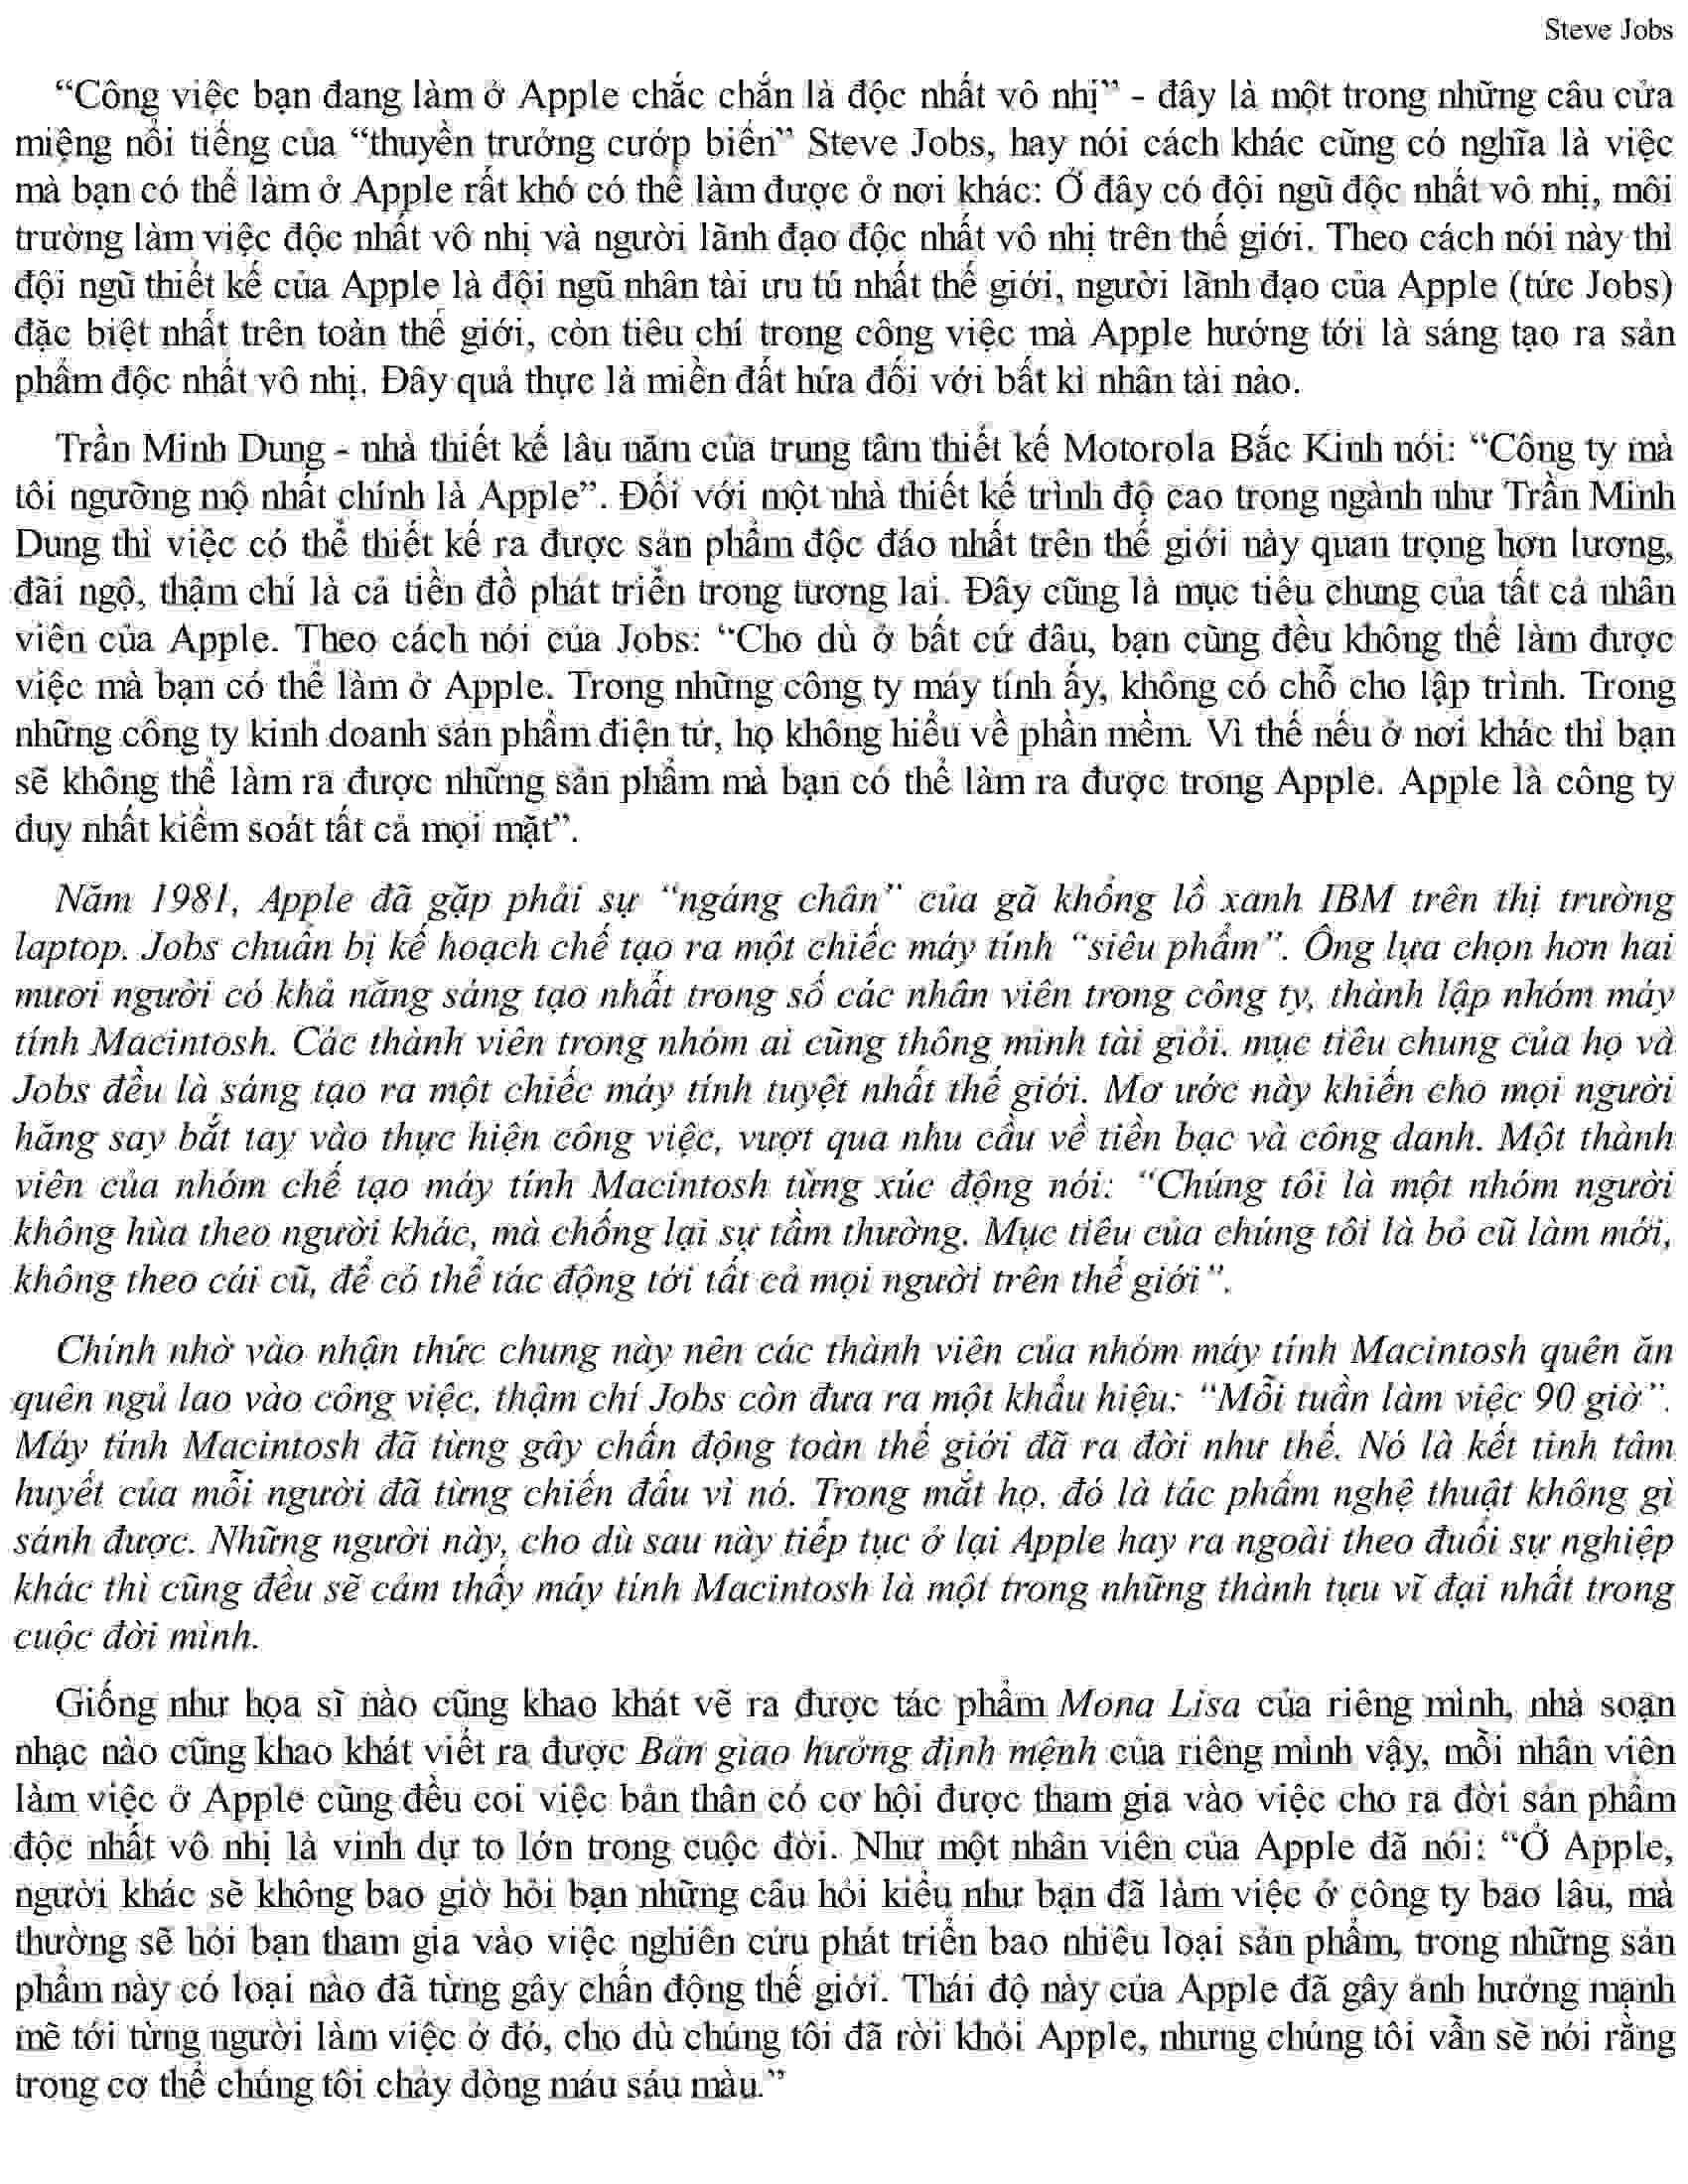 Steve Jobs
“Công việc bạn đang làm ở Apple chắc chắn là độc nhất vô nhị” - đây là một trong những câu cửa
miệng nổi tiếng của “thuyền trưởng cướp biển” Steve Jobs, hay nói cách khác cũng có nghĩa là việc
mà bạn có thể làm ở Apple rất khó có thể làm được ở nơi khác: Ở đây có đội ngũ độc nhất vô nhị, môi
trường làm việc độc nhất vô nhị và người lãnh đạo độc nhất vô nhị trên thế giới. Theo cách nói này thì
đội ngũ thiết kế của Apple là đội ngũ nhân tài ưu tú nhất thế giới, người lãnh đạo của Apple (tức Jobs)
đặc biệt nhất trên toàn thế giới, còn tiêu chí trong công việc mà Apple hướng tới là sáng tạo ra sản
phẩm độc nhất vô nhị. Đây quả thực là miền đất hứa đối với bất kì nhân tài nào.
Trần Minh Dung - nhà thiết kế lâu năm của trung tâm thiết kế Motorola Bắc Kinh nói: “Công ty mà
tôi ngưỡng mộ nhất chính là Apple”. Đối với một nhà thiết kế trình độ cao trong ngành như Trần Minh
Dung thì việc có thể thiết kế ra được sản phẩm độc đáo nhất trên thế giới này quan trọng hơn lương,
đãi ngộ, thậm chí là cả tiền đồ phát triển trong tương lai. Đây cũng là mục tiêu chung của tất cả nhân
viên của Apple. Theo cách nói của Jobs: “Cho dù ở bất cứ đâu, bạn cũng đều không thể làm được
việc mà bạn có thể làm ở Apple. Trong những công ty máy tính ấy, không có chỗ cho lập trình. Trong
những công ty kinh doanh sản phẩm điện tử, họ không hiểu về phần mềm. Vì thế nếu ở nơi khác thì bạn
sẽ không thể làm ra được những sản phẩm mà bạn có thể làm ra được trong Apple. Apple là công ty
duy nhất kiểm soát tất cả mọi mặt”.
Năm 1981, Apple đã gặp phải sự “ngáng chân” của gã khổng lồ xanh IBM trên thị trường
laptop. Jobs chuẩn bị kế hoạch chế tạo ra một chiếc máy tính “siêu phẩm”. Ông lựa chọn hơn hai
mươi người có khả năng sáng tạo nhất trong số các nhân viên trong công ty, thành lập nhóm máy
tính Macintosh. Các thành viên trong nhóm ai cũng thông minh tài giỏi. mục tiêu chung của họ và
Jobs đều là sáng tạo ra một chiếc máy tính tuyệt nhất thế giới. Mơ ước này khiến cho mọi người
hăng say bắt tay vào thực hiện công việc, vượt qua nhu cầu về tiền bạc và công danh. Một thành
viên của nhóm chế tạo máy tính Macintosh từng xúc động nói: “Chúng tôi là một nhóm người
không hùa theo người khác, mà chống lại sự tầm thường. Mục tiêu của chúng tôi là bỏ cũ làm mới,
không theo cái cũ, để có thể tác động tới tất cả mọi người trên thế giới”.
Chính nhờ vào nhận thức chung này nên các thành viên của nhóm máy tính Macintosh quên ăn
quên ngủ lao vào công việc, thậm chí Jobs còn đưa ra một khẩu hiệu: “Mỗi tuần làm việc 90 giờ”.
Máy tính Macintosh đã từng gây chấn động toàn thế giới đã ra đời như thế. Nó là kết tinh tâm
huyết của mỗi người đã từng chiến đấu vì nó. Trong mắt họ, đó là tác phẩm nghệ thuật không gì
sánh được. Những người này, cho dù sau này tiếp tục ở lại Apple hay ra ngoài theo đuổi sự nghiệp
khác thì cũng đều sẽ cảm thấy máy tính Macintosh là một trong những thành tựu vĩ đại nhất trong
cuộc đời mình.
Giống như họa sĩ nào cũng khao khát vẽ ra được tác phẩm Mona Lisa của riêng mình, nhà soạn
nhạc nào cũng khao khát viết ra được Bản giao hưởng định mệnh của riêng mình vậy, mỗi nhân viên
làm việc ở Apple cũng đều coi việc bản thân có cơ hội được tham gia vào việc cho ra đời sản phẩm
độc nhất vô nhị là vinh dự to lớn trong cuộc đời. Như một nhân viên của Apple đã nói: “Ở Apple,
người khác sẽ không bao giờ hỏi bạn những câu hỏi kiểu như bạn đã làm việc ở công ty bao lâu, mà
thường sẽ hỏi bạn tham gia vào việc nghiên cứu phát triển bao nhiêu loại sản phẩm, trong những sản
phẩm này có loại nào đã từng gây chấn động thế giới. Thái độ này của Apple đã gây ảnh hưởng mạnh
mẽ tới từng người làm việc ở đó, cho dù chúng tôi đã rời khỏi Apple, nhưng chúng tôi vẫn sẽ nói rằng
trong cơ thể chúng tôi chảy dòng máu sáu màu.”